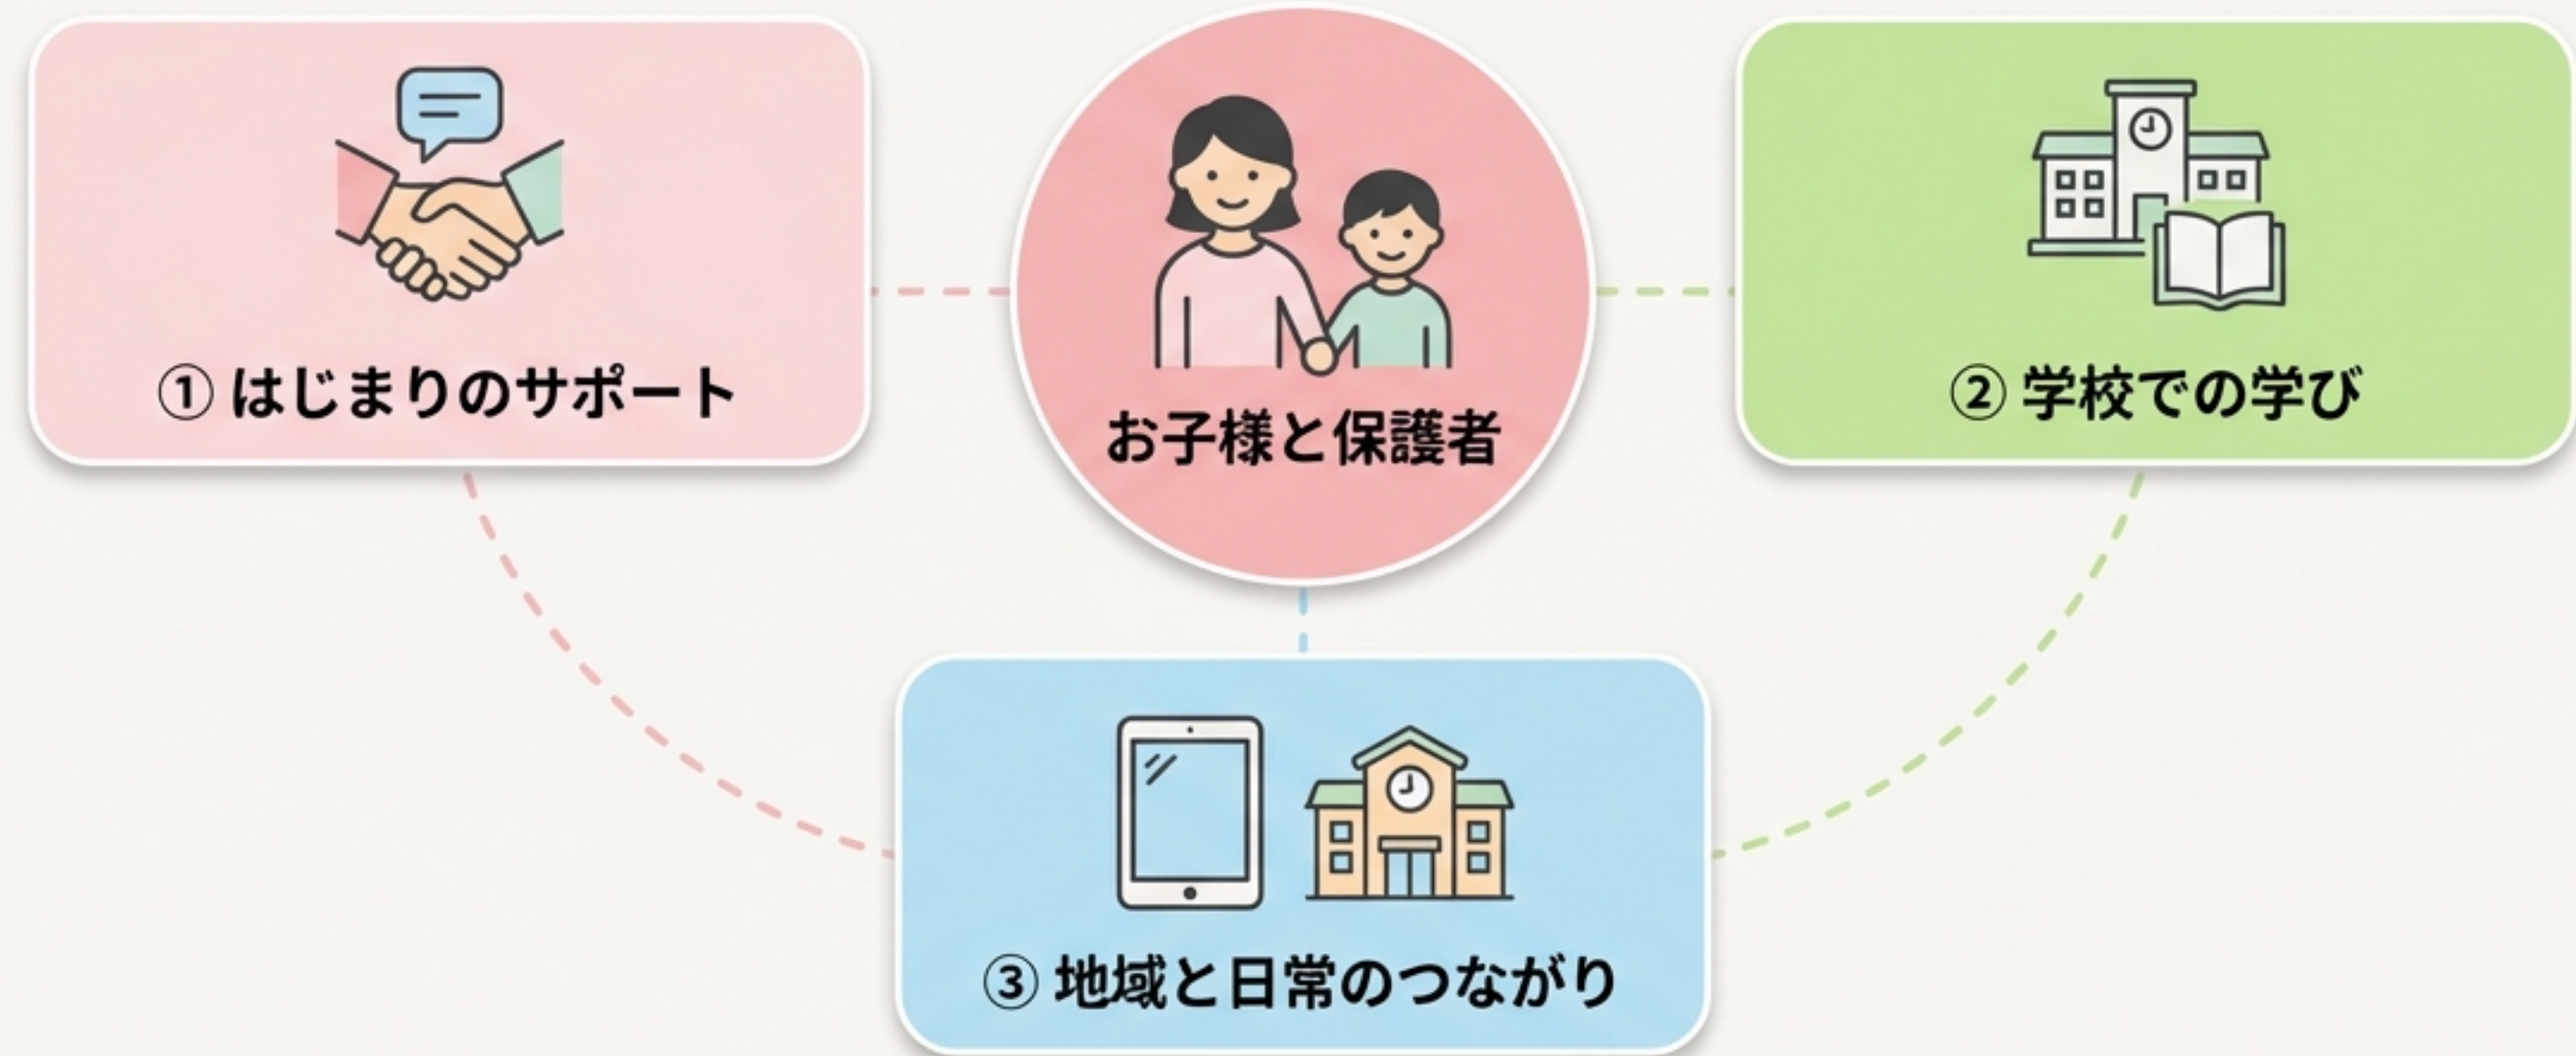 ① はじまりのサポート
お子様と保護者
② 学校での学び
③ 地域と日常のつながり